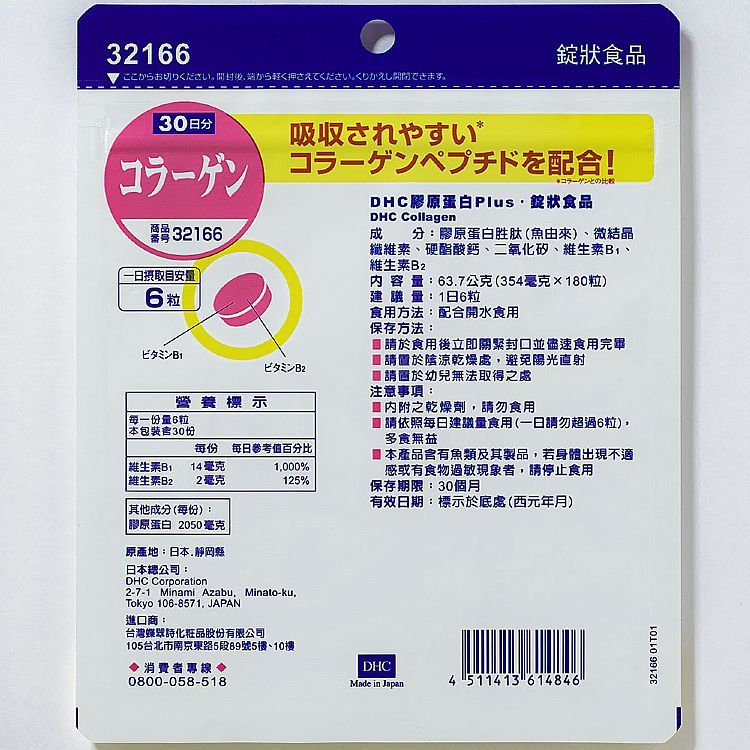 32166
錠狀食品
▼ここからお切りください。開封後、端から軽く押さえてください。くりかえし開閉できます。
30日分
コラーゲン
商品
番号 32166
吸収されやすい*
コラーゲンペプチドを配合!
*コラーゲンとの比較
一日摂取目安量
6粒
ビタミンB1
ビタミンB2
DHC膠原蛋白Plus・錠狀食品
DHC Collagen
成 分:膠原蛋白胜肽(魚由來)、微結晶
纖維素、硬酯酸鈣、二氧化矽、維生素B1、
維生素B2
內 容 量:63.7公克(354毫克×180粒)
建 議 量:1日6粒
食用方法:配合開水食用
保存方法:
■請於食用後立即關緊封口並儘速食用完畢
■請置於陰涼乾燥處,避免陽光直射
■請置於幼兒無法取得之處
注意事項:
■內附之乾燥劑,請勿食用
■請依照每日建議量食用(一日請勿超過6粒),
多食無益
■本產品含有魚類及其製品,若身體出現不適
感或有食物過敏現象者,請停止食用
保存期限:30個月
有效日期:標示於底處(西元年月)
營 養 標 示
每一份量6粒
本包裝含30份
每份 每日參考值百分比
維生素B1 14毫克 1,000%
維生素B2 2毫克 125%
其他成分(每份):
膠原蛋白 2050毫克
原產地:日本.靜岡縣
日本總公司:
DHC Corporation
2-7-1 Minami Azabu, Minato-ku,
Tokyo 106-8571, JAPAN
進口商:
台灣蝶翠詩化粧品股份有限公司
105台北市南京東路5段89號5樓、10樓
◆消費者專線◆
0800-058-518
DHC
Made in Japan
4 511413 614846
32166 01T01